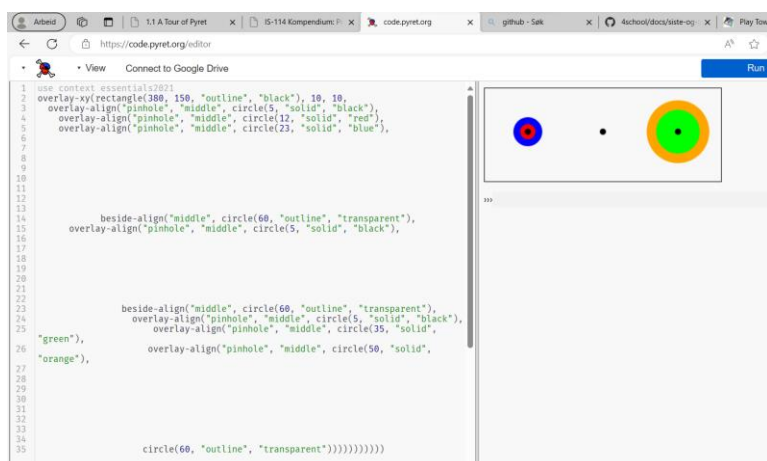 Arbeid
1.1 A Tour of Pyret
IS-114 Kompendium: P
code.pyret.org
github - Søk
4school/docs/siste-og
Play Tow
https://code.pyret.org/editor
View
Connect to Google Drive
Run
1 use context essentials2021
2 overlay-xy(rectangle(380, 150, "outline", "black"), 10, 10,
3 overlay-align("pinhole", "middle", circle(5, "solid", "black"),
4 overlay-align("pinhole", "middle", circle(12, "solid", "red"),
5 overlay-align("pinhole", "middle", circle(23, "solid", "blue"),
6
7
8
9
10
11
12
13
14 beside-align("middle", circle(60, "outline", "transparent"),
15 overlay-align("pinhole", "middle", circle(5, "solid", "black"),
16
17
18
19
20
21
22
23 beside-align("middle", circle(60, "outline", "transparent"),
24 overlay-align("pinhole", "middle", circle(5, "solid", "black"),
25 overlay-align("pinhole", "middle", circle(35, "solid",
"green"),
26 overlay-align("pinhole", "middle", circle(50, "solid",
"orange"),
27
28
29
30
31
32
33
34
35 circle(60, "outline", "transparent")))))))))))
›››